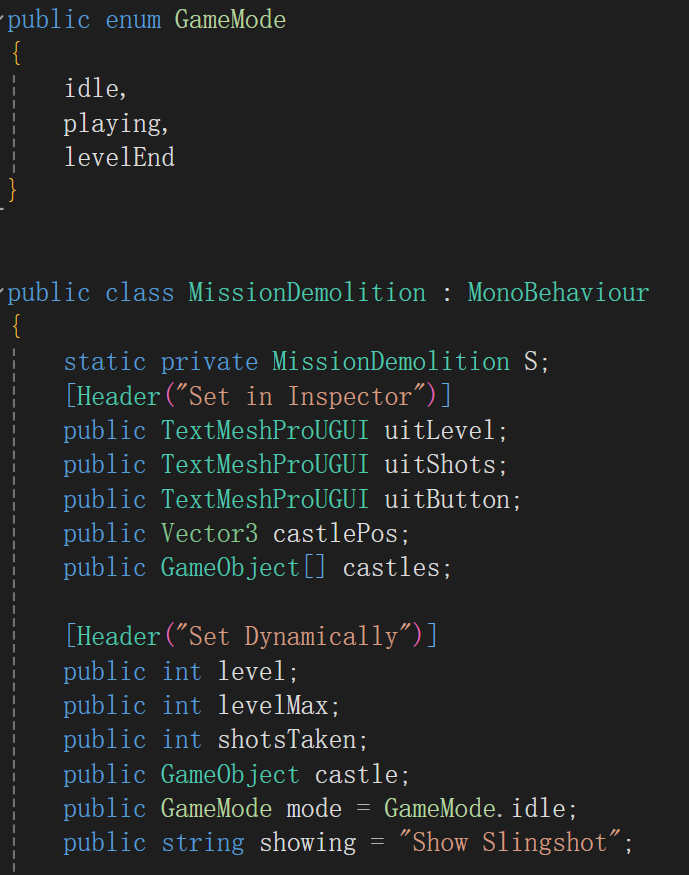 public enum GameMode
{
idle,
playing,
levelEnd
}
public class MissionDemolition : MonoBehaviour
{
static private MissionDemolition S;
[Header("Set in Inspector")]
public TextMeshProUGUI uitLevel;
public TextMeshProUGUI uitShots;
public TextMeshProUGUI uitButton;
public Vector3 castlePos;
public GameObject[] castles;
[Header("Set Dynamically")]
public int level;
public int levelMax;
public int shotsTaken;
public GameObject castle;
public GameMode mode = GameMode.idle;
public string showing = "Show Slingshot";